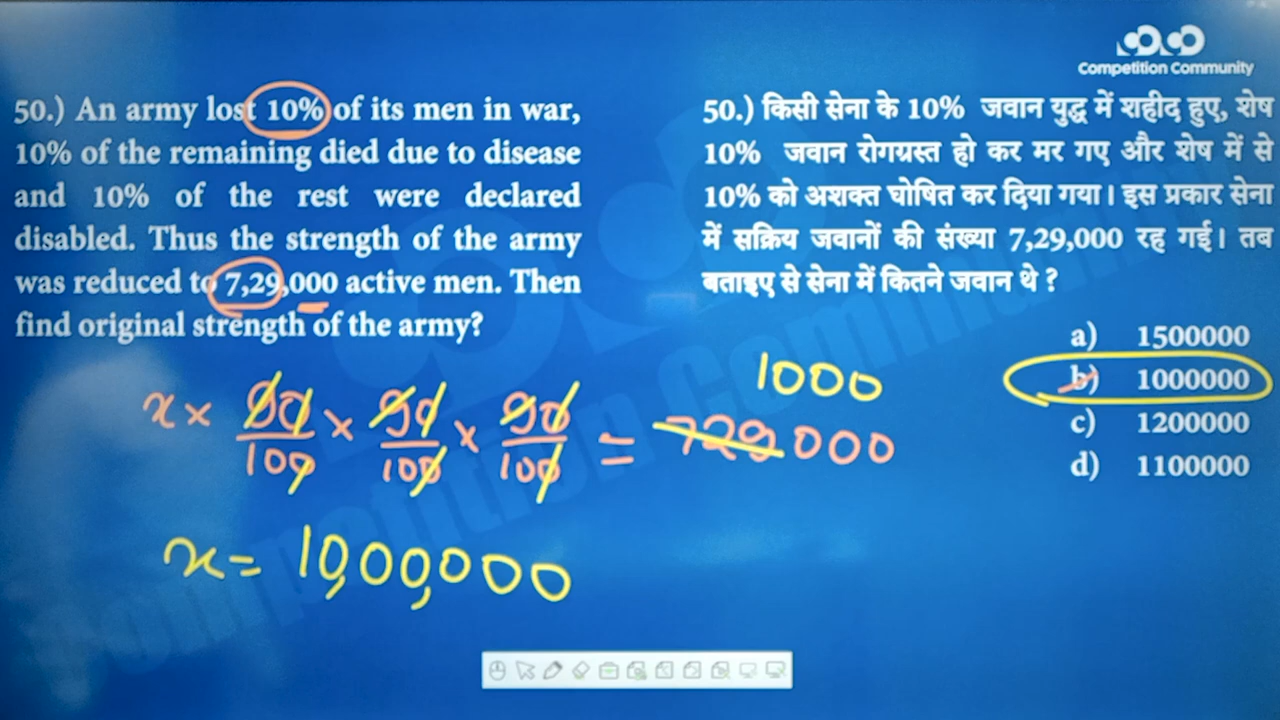 Competition Community
50.) An army lost 10% of its men in war,
10% of the remaining died due to disease
and 10% of the rest were declared
disabled. Thus the strength of the army
was reduced to 7,29,000 active men. Then
find original strength of the army?
50.) किसी सेना के 10% जवान युद्ध में शहीद हुए, शेष
10% जवान रोगग्रस्त हो कर मर गए और शेष में से
10% को अशक्त घोषित कर दिया गया। इस प्रकार सेना
में सक्रिय जवानों की संख्या 7,29,000 रह गई। तब
बताइए से सेना में कितने जवान थे ?
a) 1500000
b) 1000000
c) 1200000
d) 1100000
1000
x × 90/100 × 90/100 × 90/100 = 729000
x = 10,00,000
Competition Community